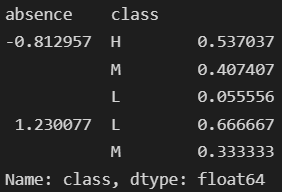 absence    class
-0.812957  H        0.537037
           M        0.407407
           L        0.055556
 1.230077  L        0.666667
           M        0.333333
Name: class, dtype: float64